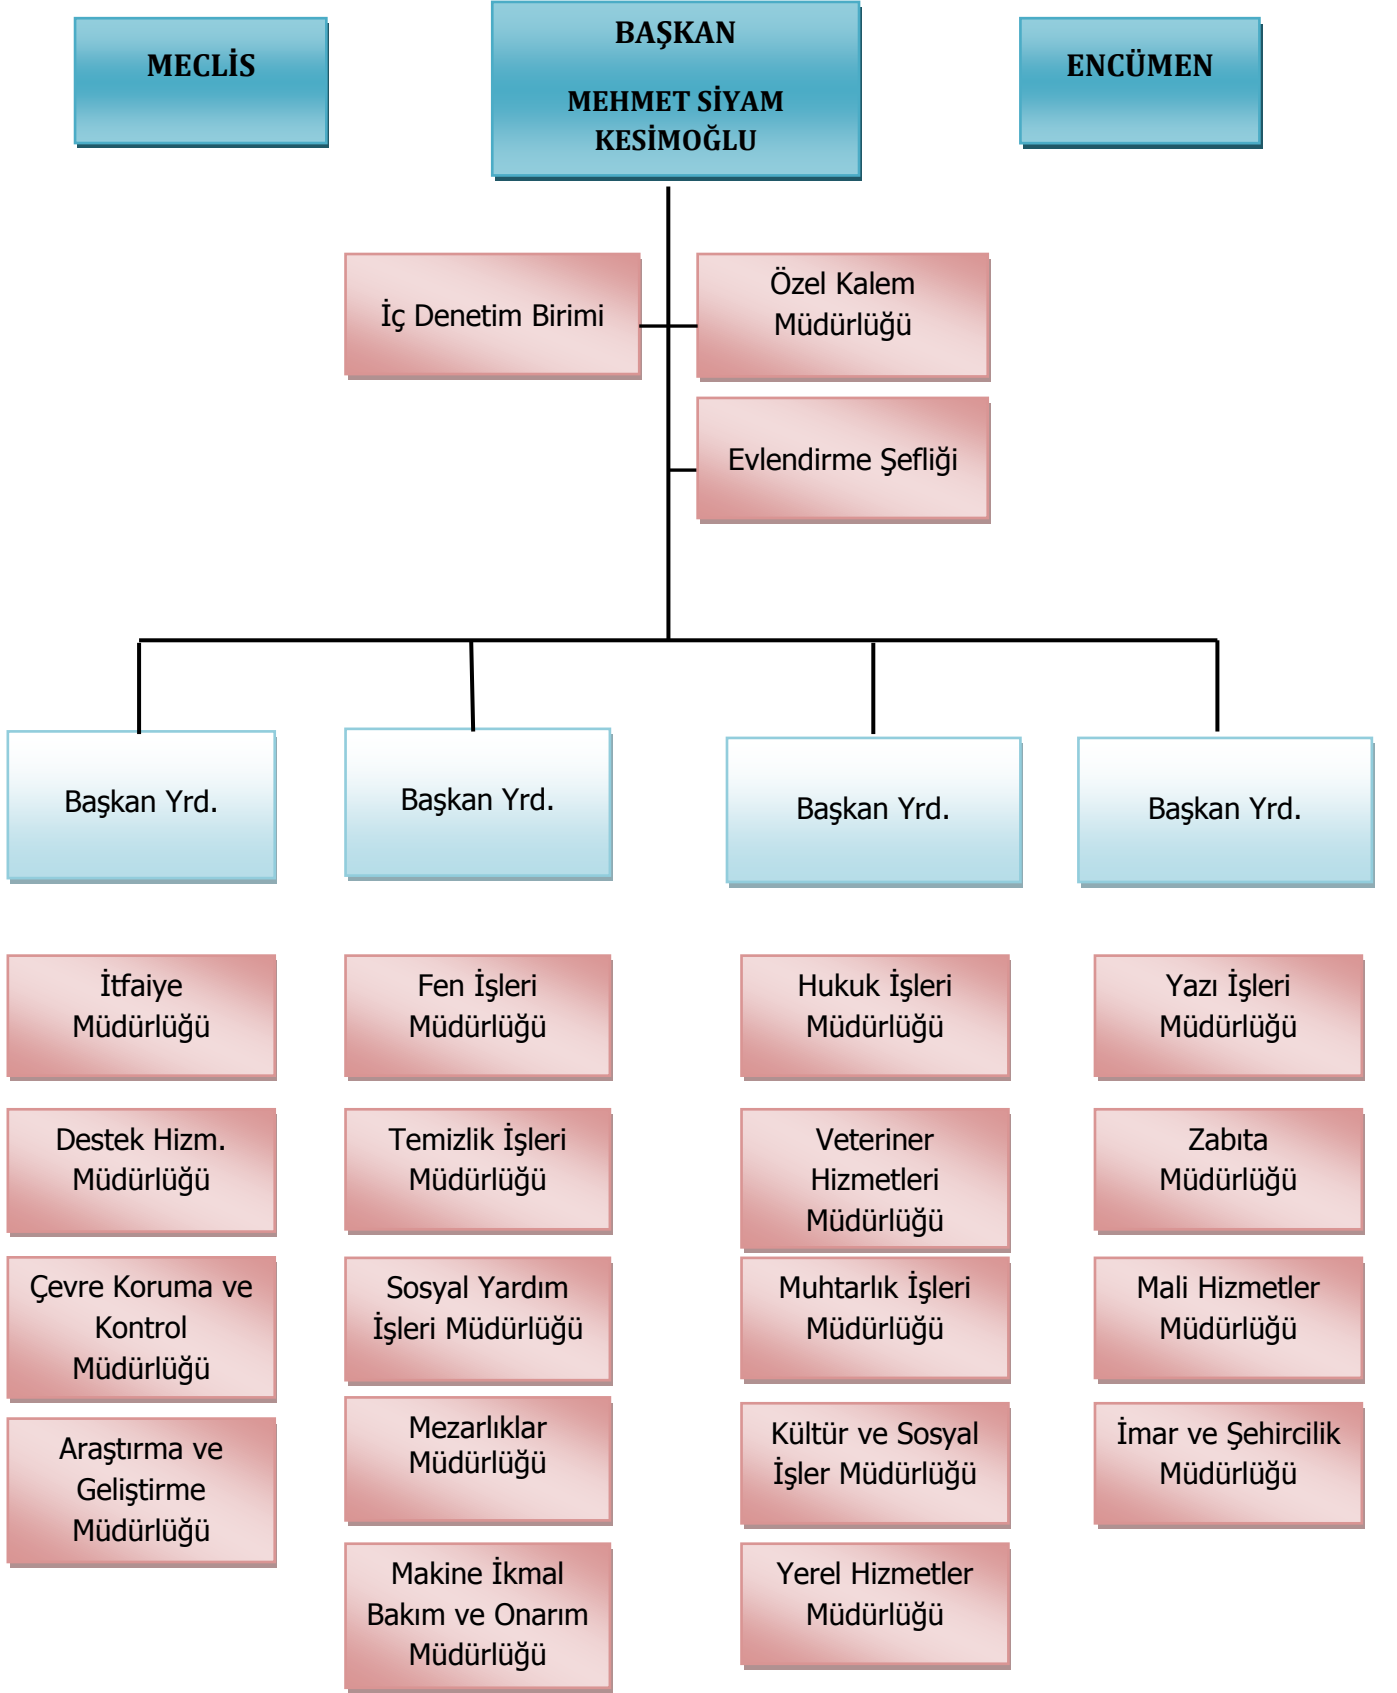 MECLİS
BAŞKAN
MEHMET SİYAM
KESİMOĞLU
ENCÜMEN
İç Denetim Birimi
Özel Kalem
Müdürlüğü
Evlendirme Şefliği
Başkan Yrd.
Başkan Yrd.
Başkan Yrd.
Başkan Yrd.
İtfaiye
Müdürlüğü
Fen İşleri
Müdürlüğü
Hukuk İşleri
Müdürlüğü
Yazı İşleri
Müdürlüğü
Destek Hizm.
Müdürlüğü
Temizlik İşleri
Müdürlüğü
Veteriner
Hizmetleri
Müdürlüğü
Zabıta
Müdürlüğü
Çevre Koruma ve
Kontrol
Müdürlüğü
Sosyal Yardım
İşleri Müdürlüğü
Muhtarlık İşleri
Müdürlüğü
Mali Hizmetler
Müdürlüğü
Araştırma ve
Geliştirme
Müdürlüğü
Mezarlıklar
Müdürlüğü
Kültür ve Sosyal
İşler Müdürlüğü
İmar ve Şehircilik
Müdürlüğü
Makine İkmal
Bakım ve Onarım
Müdürlüğü
Yerel Hizmetler
Müdürlüğü